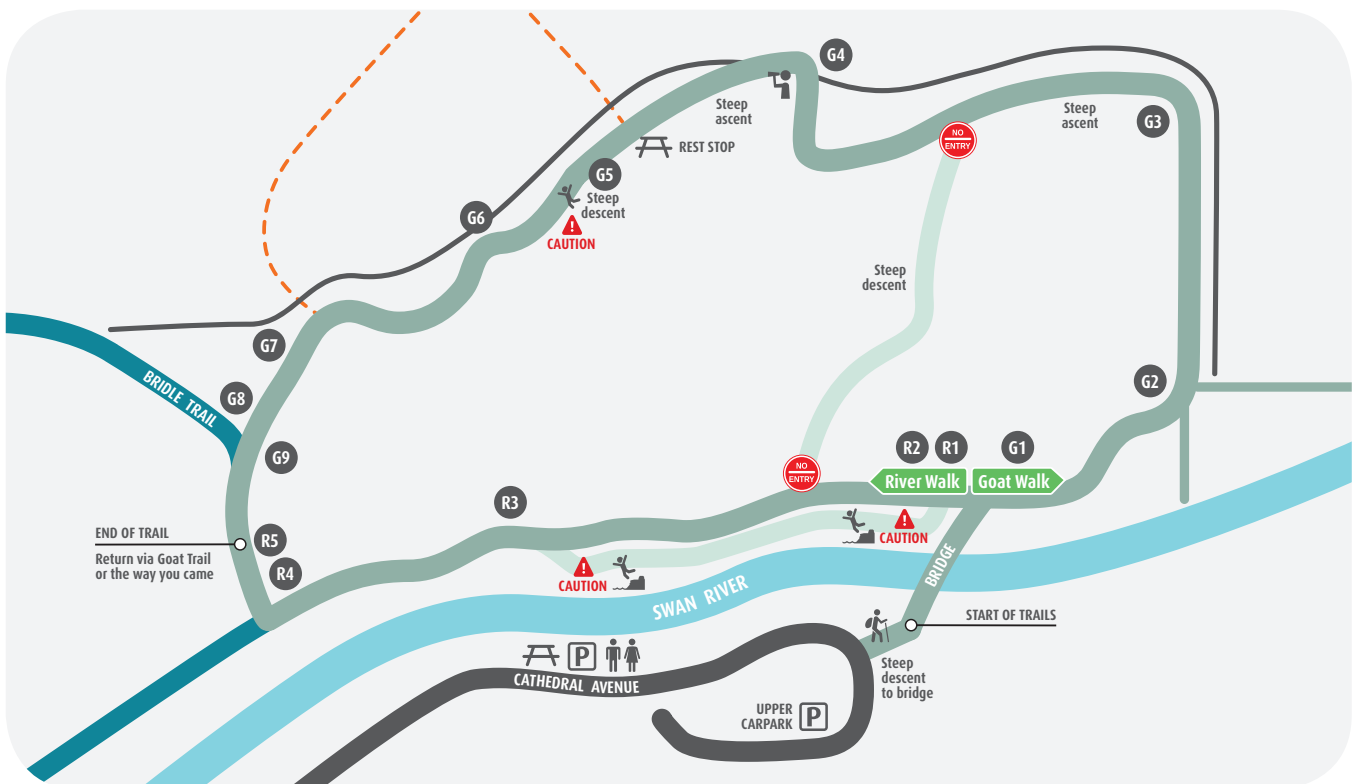 G4
Steep
ascent
Steep
ascent
G3
NO
ENTRY
REST STOP
G5
Steep
descent
CAUTION
G6
Steep
descent
G7
BRIDLE TRAIL
G8
G2
G9
R2
R1
G1
NO
ENTRY
River Walk
Goat Walk
R3
CAUTION
END OF TRAIL
Return via Goat Trail
or the way you came
R5
R4
CAUTION
BRIDGE
SWAN RIVER
START OF TRAILS
P
CATHEDRAL AVENUE
Steep
descent
to bridge
UPPER
CARPARK
P